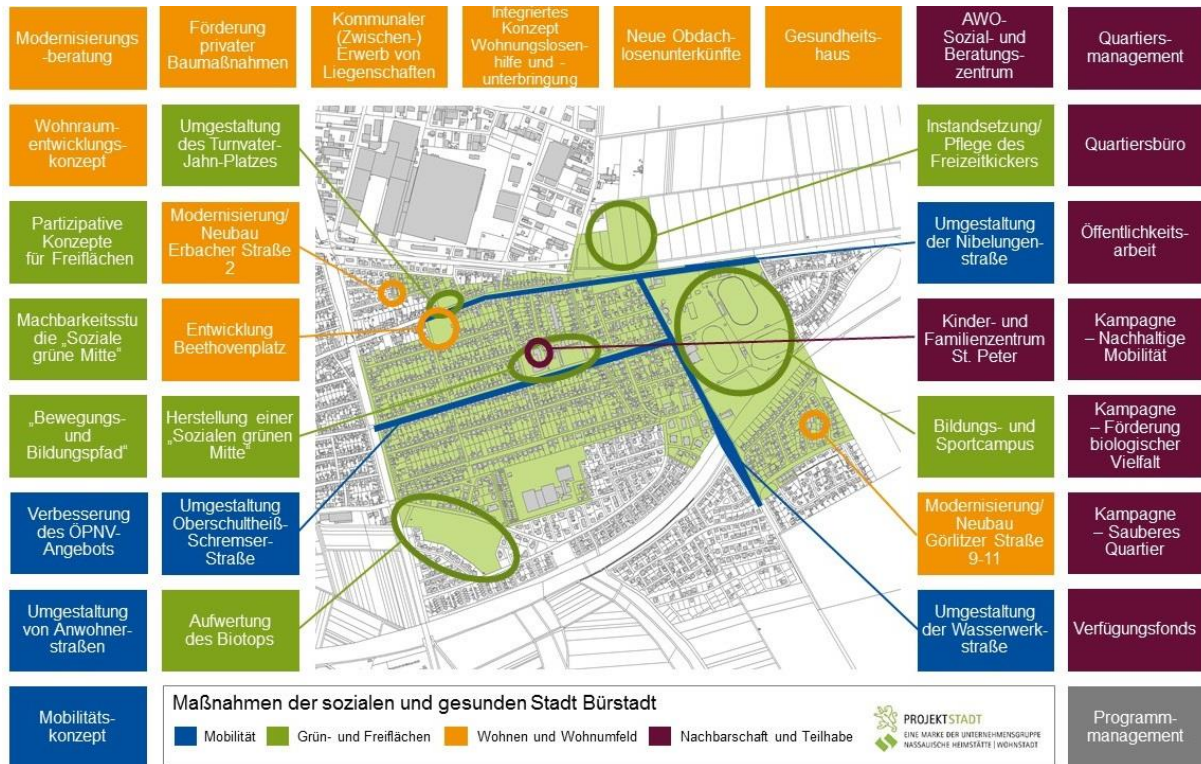 Modernisierungs
-beratung
Förderung
privater
Baumaßnahmen
Kommunaler
(Zwischen-)
Erwerb von
Liegenschaften
Integriertes
Konzept
Wohnungslosen-
hilfe und -
unterbringung
Neue Obdach-
losenunterkünfte
Gesundheits-
haus
AWO-
Sozial- und
Beratungs-
zentrum
Quartiers-
management
Wohnraum-
entwicklungs-
konzept
Umgestaltung
des Turnvater-
Jahn-Platzes
Instandsetzung/
Pflege des
Freizeitkickers
Quartiersbüro
Partizipative
Konzepte
für Freiflächen
Modernisierung/
Neubau
Erbacher Straße
2
Umgestaltung
der Nibelungen-
straße
Öffentlichkeits-
arbeit
Machbarkeitsstu
die „Soziale
grüne Mitte“
Entwicklung
Beethovenplatz
Kinder- und
Familienzentrum
St. Peter
Kampagne
– Nachhaltige
Mobilität
„Bewegungs-
und
Bildungspfad“
Herstellung einer
„Sozialen grünen
Mitte“
Bildungs- und
Sportcampus
Kampagne
– Förderung
biologischer
Vielfalt
Verbesserung
des ÖPNV-
Angebots
Umgestaltung
Oberschultheiß-
Schremser-
Straße
Modernisierung/
Neubau
Görlitzer Straße
9-11
Kampagne
– Sauberes
Quartier
Umgestaltung
von Anwohner-
straßen
Aufwertung
des Biotops
Umgestaltung
der Wasserwerk-
straße
Verfügungsfonds
Mobilitäts-
konzept
Maßnahmen der sozialen und gesunden Stadt Bürstadt
Mobilität
Grün- und Freiflächen
Wohnen und Wohnumfeld
Nachbarschaft und Teilhabe
PROJEKTSTADT
EINE MARKE DER UNTERNEHMENSGRUPPE
NASSAUISCHE HEIMSTÄTTE | WOHNSTADT
Programm-
management